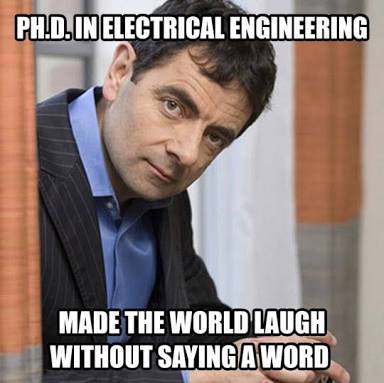 PH.D. IN ELECTRICAL ENGINEERING
MADE THE WORLD LAUGH
WITHOUT SAYING A WORD